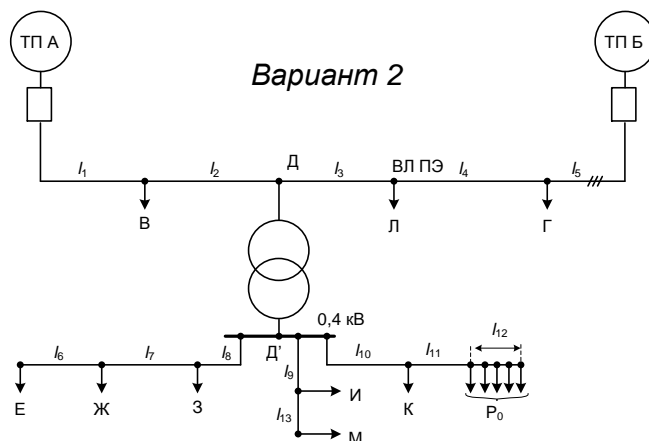 ТП А
ТП Б
Вариант 2
l1
l2
Д
l3
ВЛ ПЭ
l4
l5
В
Л
Г
0,4 кВ
l12
l6
l7
l8
Д'
l10
l11
l9
Е
Ж
З
И
К
P0
l13
М